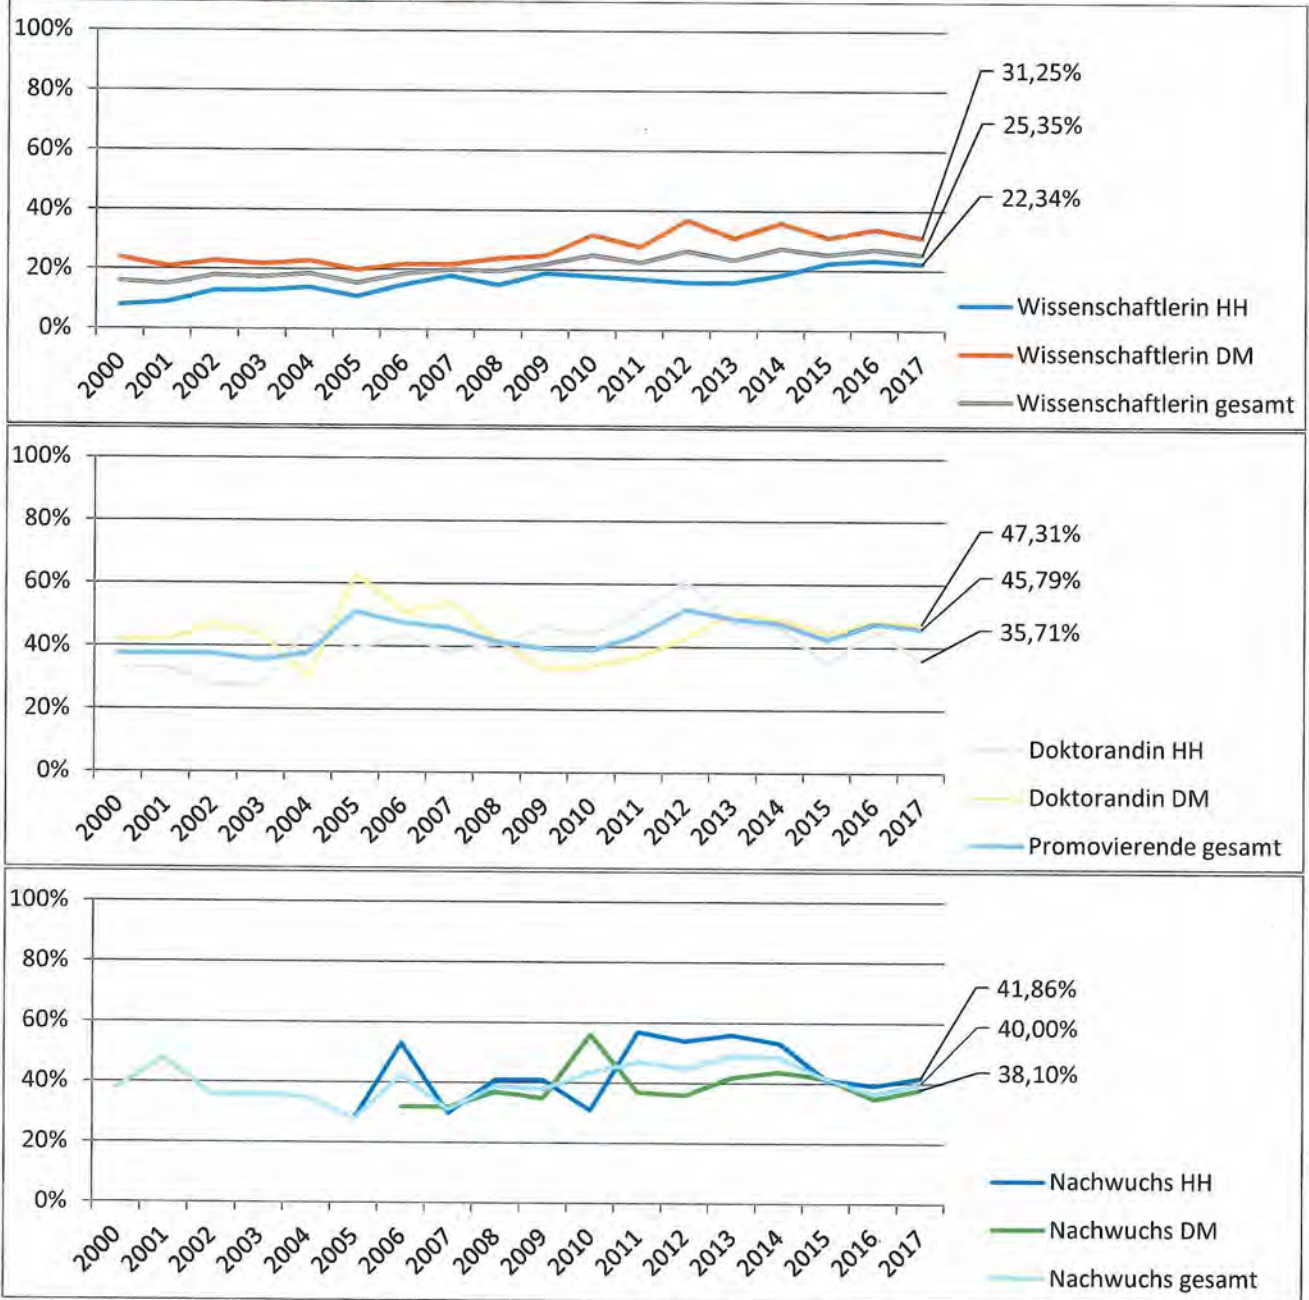 100%
80%
60%
40%
20%
0%
31,25%
25,35%
22,34%
2000 2001 2002 2003 2004 2005 2006 2007 2008 2009 2010 2011 2012 2013 2014 2015 2016 2017
Wissenschaftlerin HH
Wissenschaftlerin DM
Wissenschaftlerin gesamt
100%
80%
60%
40%
20%
0%
47,31%
45,79%
35,71%
2000 2001 2002 2003 2004 2005 2006 2007 2008 2009 2010 2011 2012 2013 2014 2015 2016 2017
Doktorandin HH
Doktorandin DM
Promovierende gesamt
100%
80%
60%
40%
20%
0%
41,86%
40,00%
38,10%
2000 2001 2002 2003 2004 2005 2006 2007 2008 2009 2010 2011 2012 2013 2014 2015 2016 2017
Nachwuchs HH
Nachwuchs DM
Nachwuchs gesamt